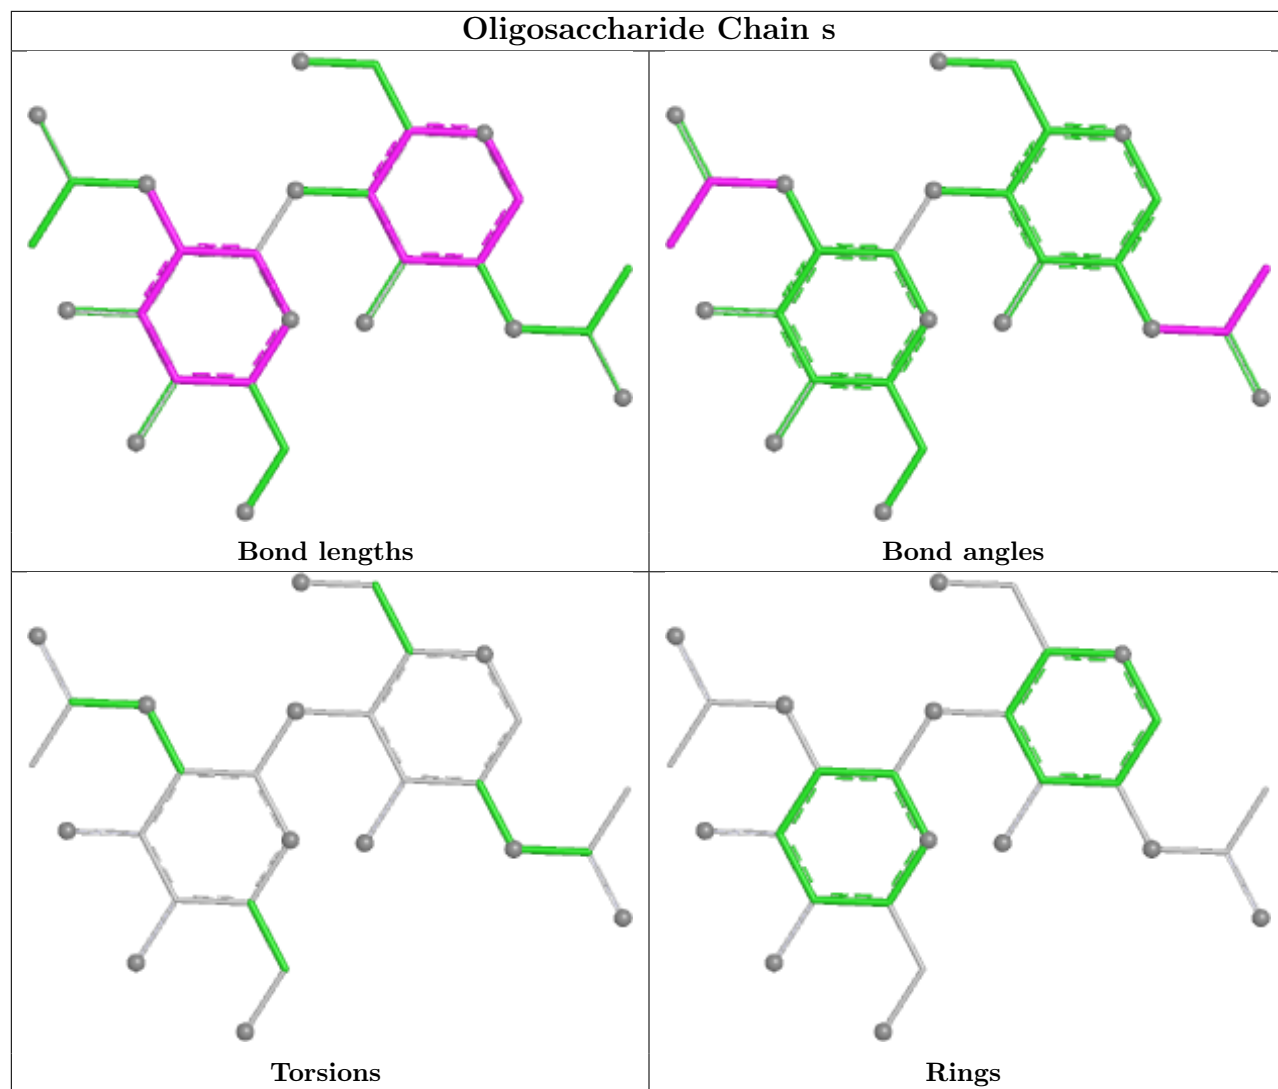 Oligosaccharide Chain s
Bond lengths
Bond angles
Torsions
Rings